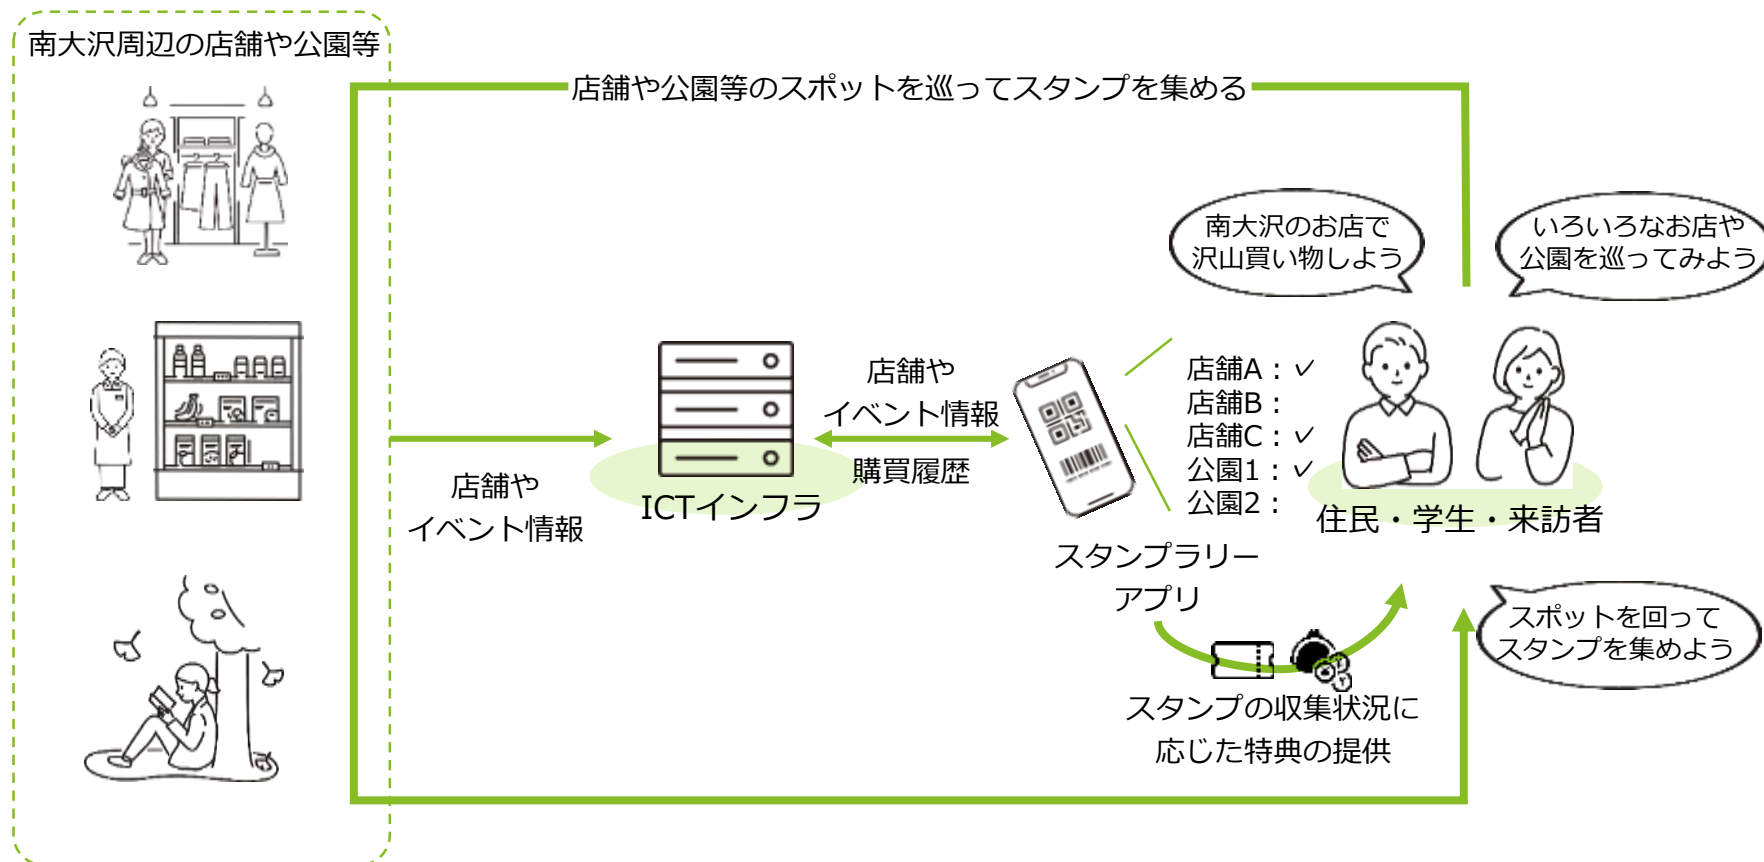 南大沢周辺の店舗や公園等
店舗や公園等のスポットを巡ってスタンプを集める
南大沢のお店で
沢山買い物しよう
いろいろなお店や
公園を巡ってみよう
店舗や
イベント情報
ICTインフラ
店舗や
イベント情報
購買履歴
店舗A：✓
店舗B：
店舗C：✓
公園1：✓
公園2：
住民・学生・来訪者
スタンプラリー
アプリ
スポットを回って
スタンプを集めよう
スタンプの収集状況に
応じた特典の提供